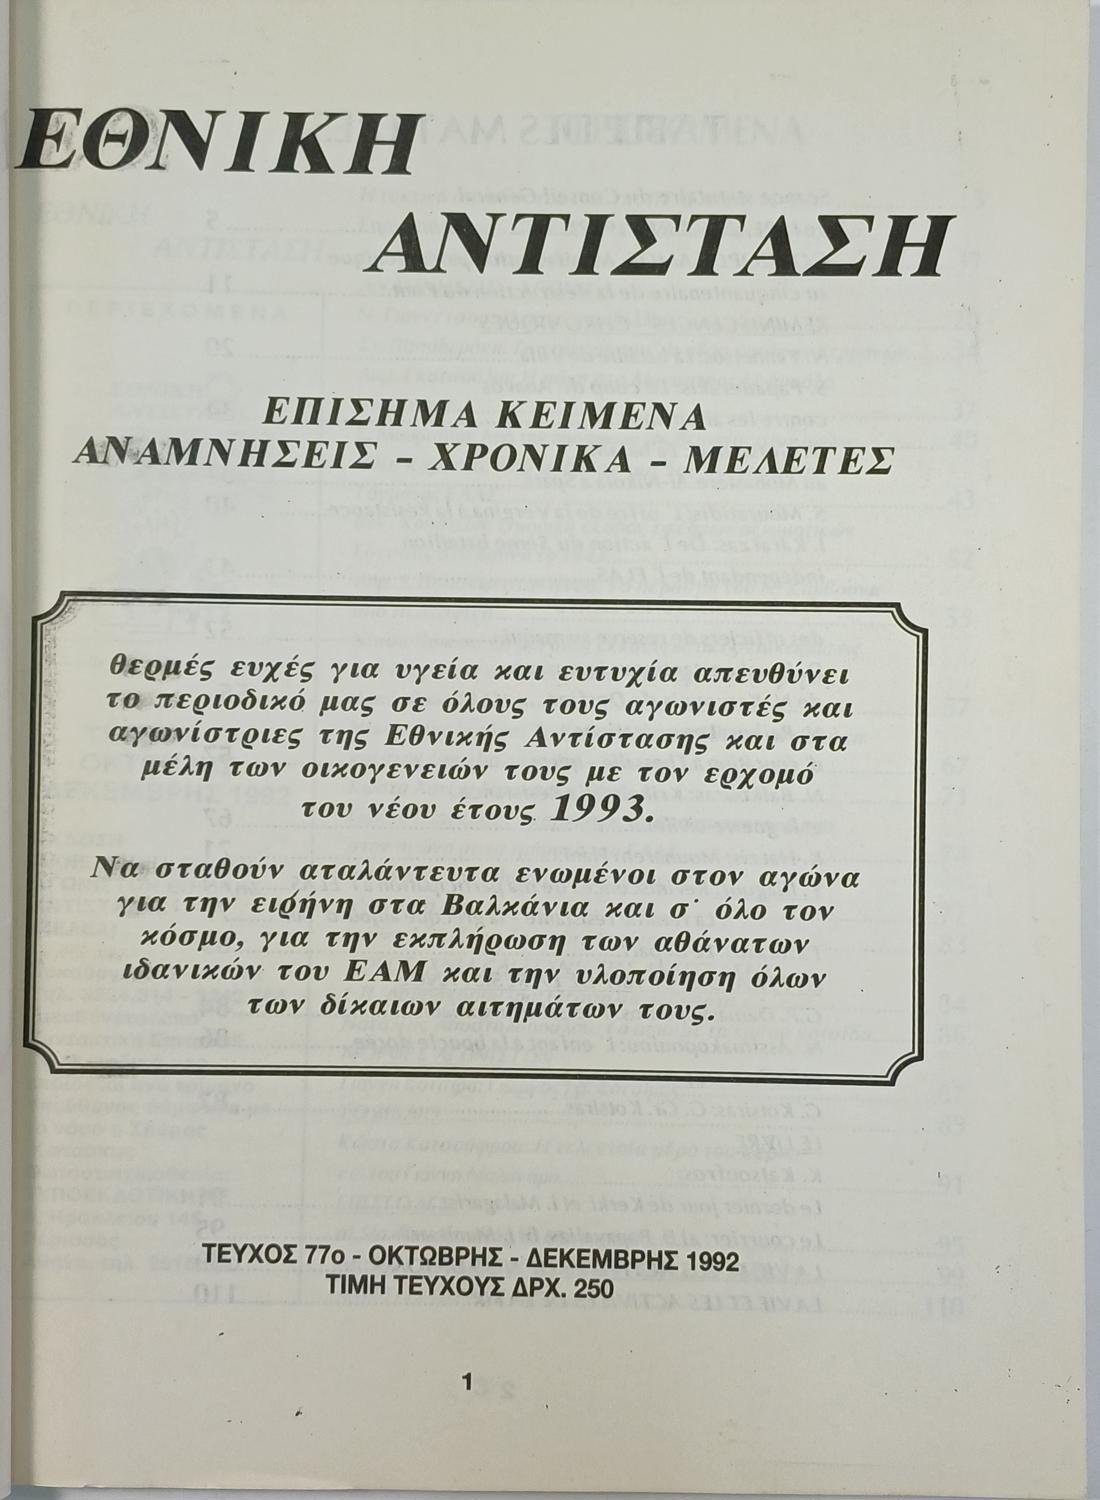 ΕΘΝΙΚΗ
ΑΝΤΙΣΤΑΣΗ
ΕΠΙΣΗΜΑ ΚΕΙΜΕΝΑ
ΑΝΑΜΝΗΣΕΙΣ - ΧΡΟΝΙΚΑ - ΜΕΛΕΤΕΣ
θερμές ευχές για υγεία και ευτυχία απευθύνει
το περιοδικό μας σε όλους τους αγωνιστές και
αγωνίστριες της Εθνικής Αντίστασης και στα
μέλη των οικογενειών τους με τον ερχομό
του νέου έτους 1993.
Να σταθούν αταλάντευτα ενωμένοι στον αγώνα
για την ειρήνη στα Βαλκάνια και σ' όλο τον
κόσμο, για την εκπλήρωση των αθάνατων
ιδανικών του ΕΑΜ και την υλοποίηση όλων
των δίκαιων αιτημάτων τους.
ΤΕΥΧΟΣ 77ο - ΟΚΤΩΒΡΗΣ - ΔΕΚΕΜΒΡΗΣ 1992
ΤΙΜΗ ΤΕΥΧΟΥΣ ΔΡΧ. 250
1